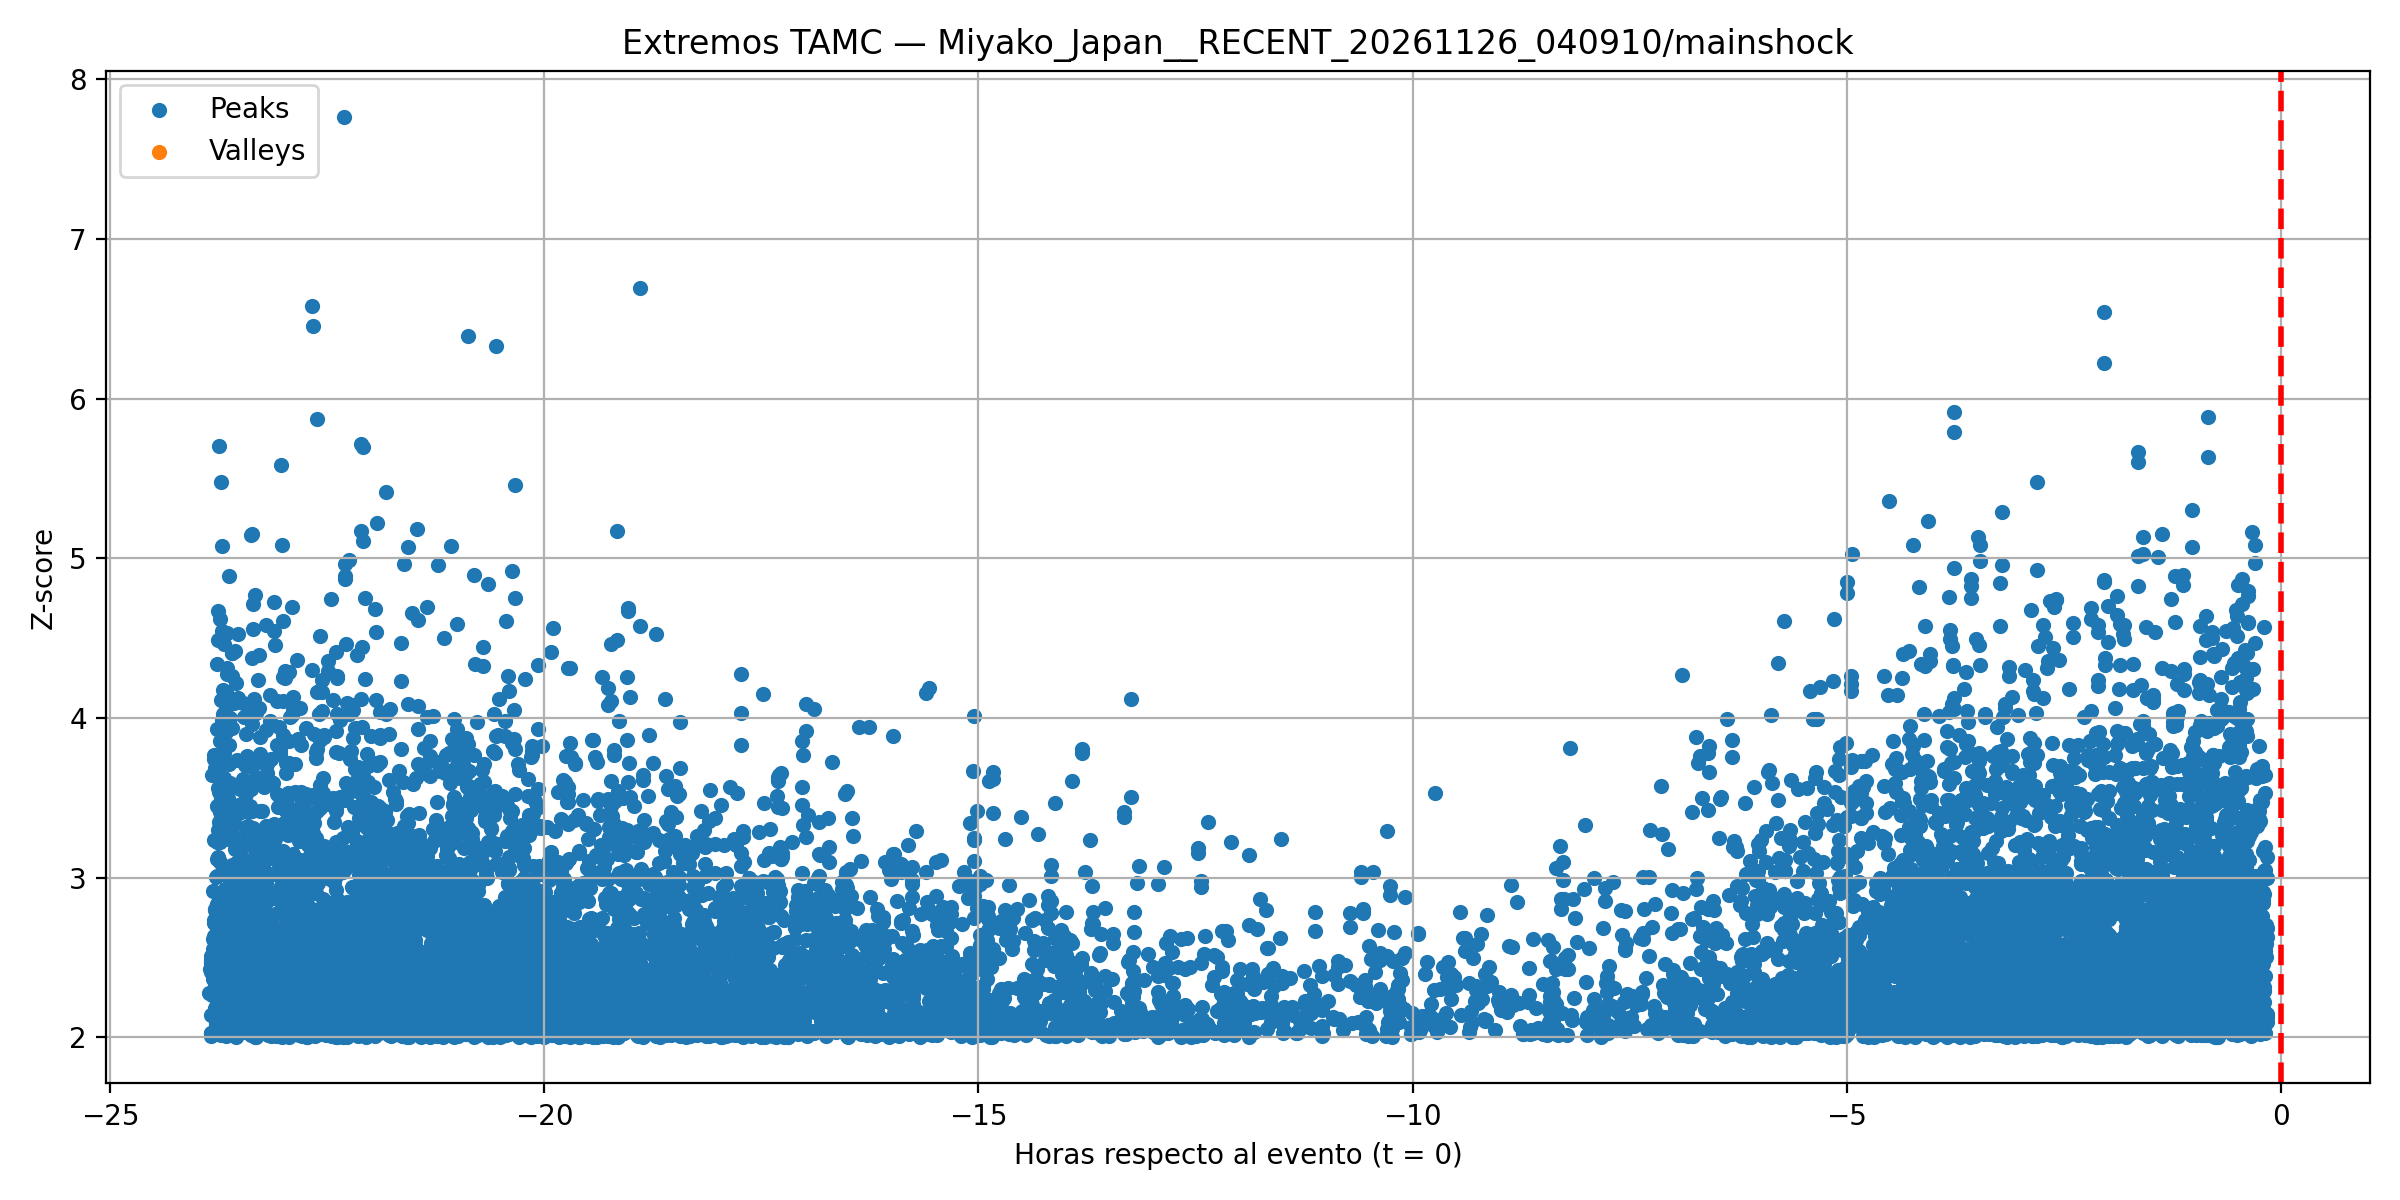 Extremos TAMC — Miyako_Japan__RECENT_20261126_040910/mainshock
Peaks
Valleys
8
7
6
5
4
3
2
Z-score
−25
−20
−15
−10
−5
0
Horas respecto al evento (t = 0)